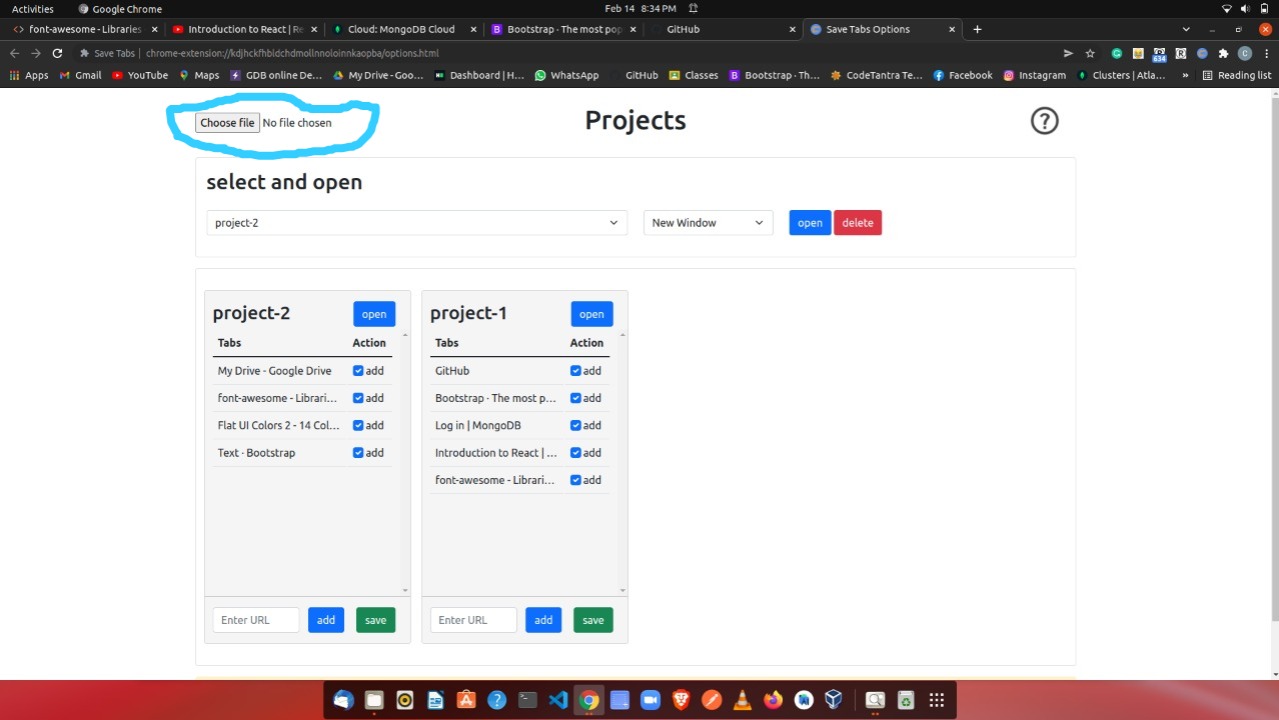 Activities Google Chrome Feb 14 8:34 PM
font-awesome - Libraries Introduction to React | Re Cloud: MongoDB Cloud Bootstrap · The most pop GitHub Save Tabs Options
Save Tabs | chrome-extension://kdjhckfhbldchdmollnnoloinnkaopba/options.html 634 C
Apps Gmail YouTube Maps GDB online De... My Drive - Goo... Dashboard | H... WhatsApp GitHub Classes Bootstrap · Th... CodeTantra Te... Facebook Instagram Clusters | Atla... » Reading list
Choose file No file chosen Projects ?
select and open
project-2 New Window open delete
project-2 open project-1 open
Tabs Action Tabs Action
My Drive - Google Drive add GitHub add
font-awesome - Librari... add Bootstrap · The most p... add
Flat UI Colors 2 - 14 Col... add Log in | MongoDB add
Text · Bootstrap add Introduction to React | ... add
font-awesome - Librari... add
Enter URL add save Enter URL add save